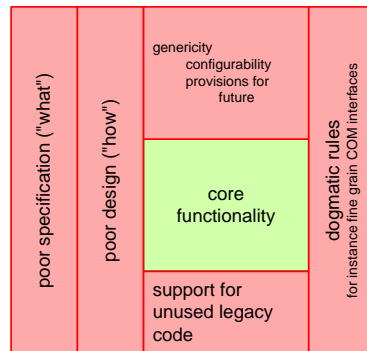 poor specification ("what")
poor design ("how")
genericity
configurability
provisions for
future
core
functionality
support for
unused legacy
code
dogmatic rules
for instance fine grain COM interfaces